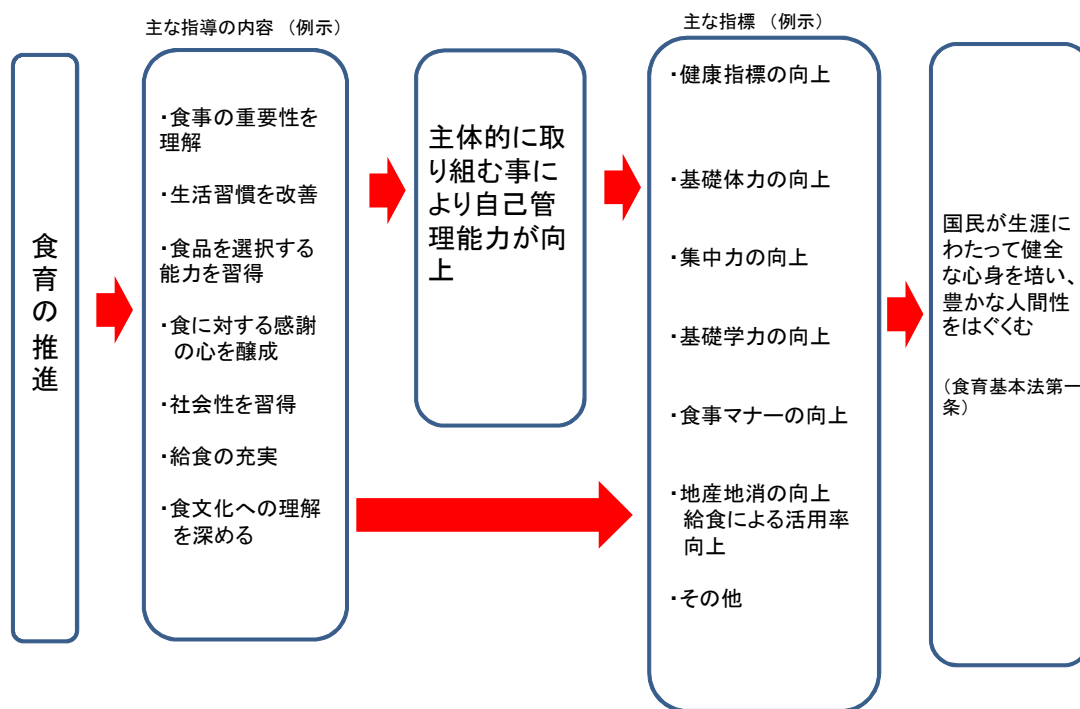 主な指導の内容 (例示)
主な指標 (例示)
食育の推進
・食事の重要性を
理解
・生活習慣を改善
・食品を選択する
能力を習得
・食に対する感謝
の心を醸成
・社会性を習得
・給食の充実
・食文化への理解
を深める
主体的に取
り組む事に
より自己管
理能力が向
上
・健康指標の向上
・基礎体力の向上
・集中力の向上
・基礎学力の向上
・食事マナーの向上
・地産地消の向上
給食による活用率
向上
・その他
国民が生涯に
わたって健全
な心身を培い、
豊かな人間性
をはぐくむ
(食育基本法第一
条)